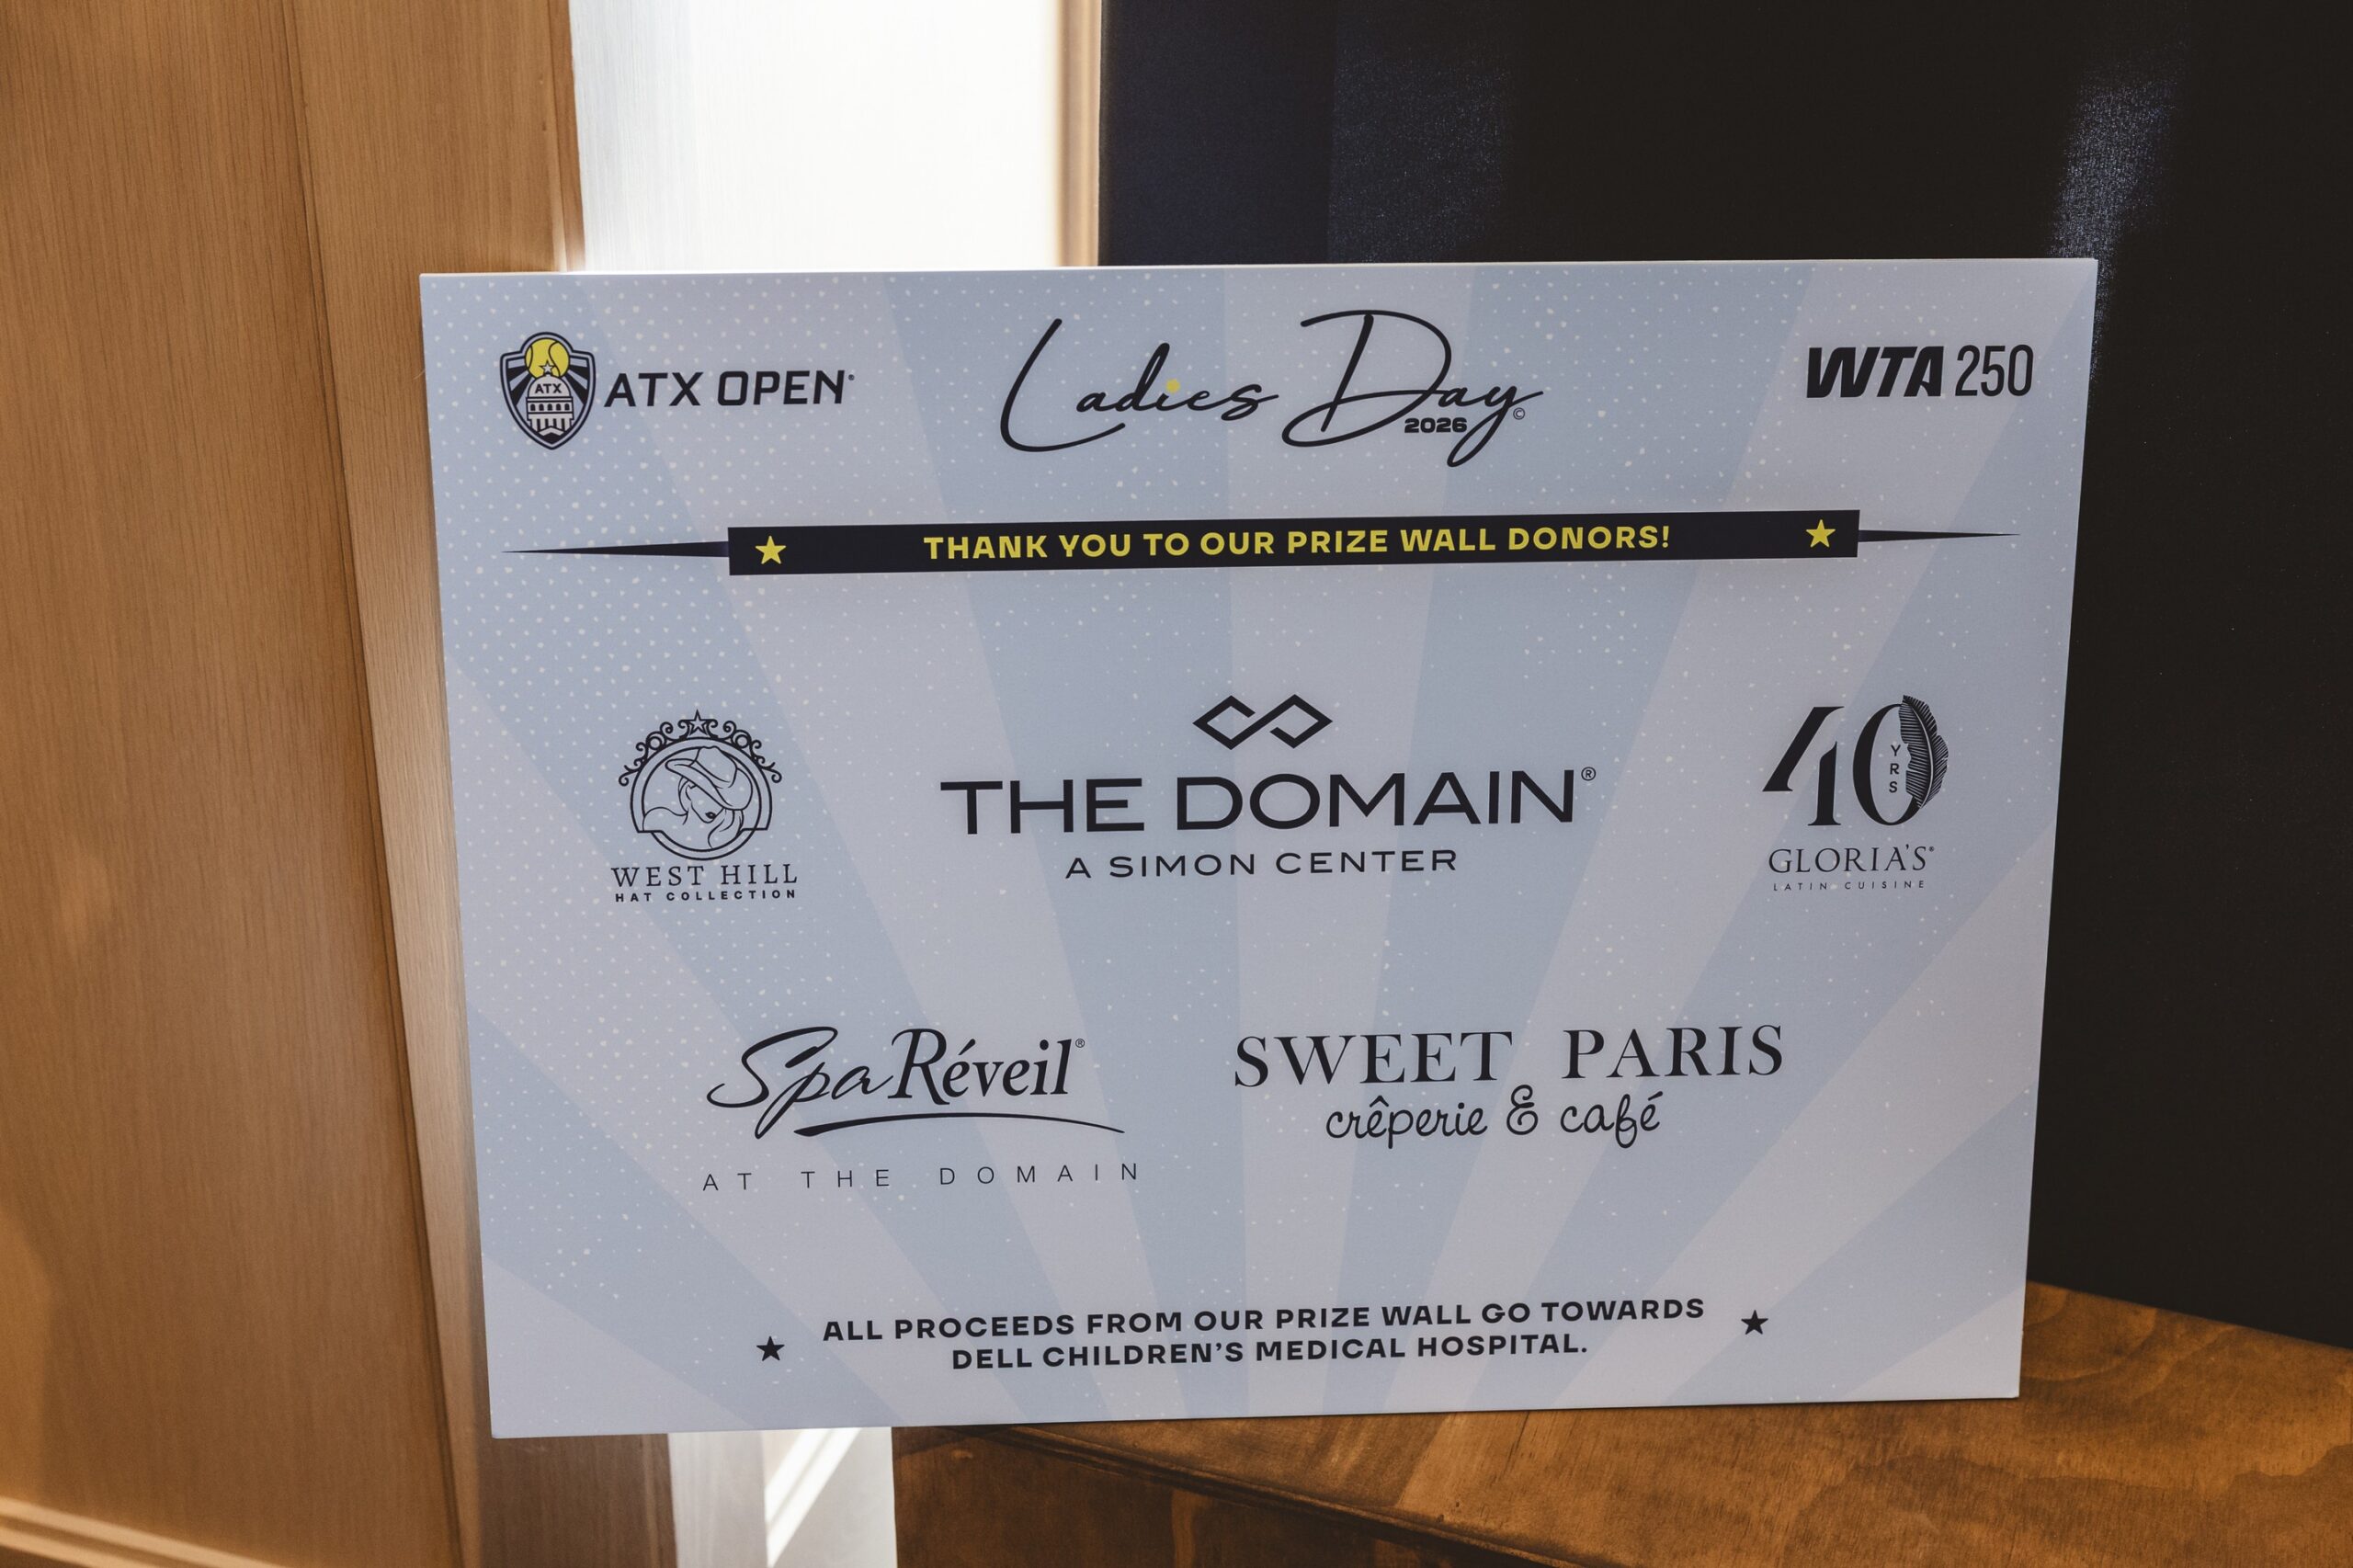 ATX
ATX OPEN®
Ladies Day©
2026
WTA 250
THANK YOU TO OUR PRIZE WALL DONORS!
WEST HILL
HAT COLLECTION
THE DOMAIN®
A SIMON CENTER
40
YRS
GLORIA'S®
LATIN CUISINE
Spa Réveil®
AT THE DOMAIN
SWEET PARIS
crêperie & café
ALL PROCEEDS FROM OUR PRIZE WALL GO TOWARDS
DELL CHILDREN'S MEDICAL HOSPITAL.